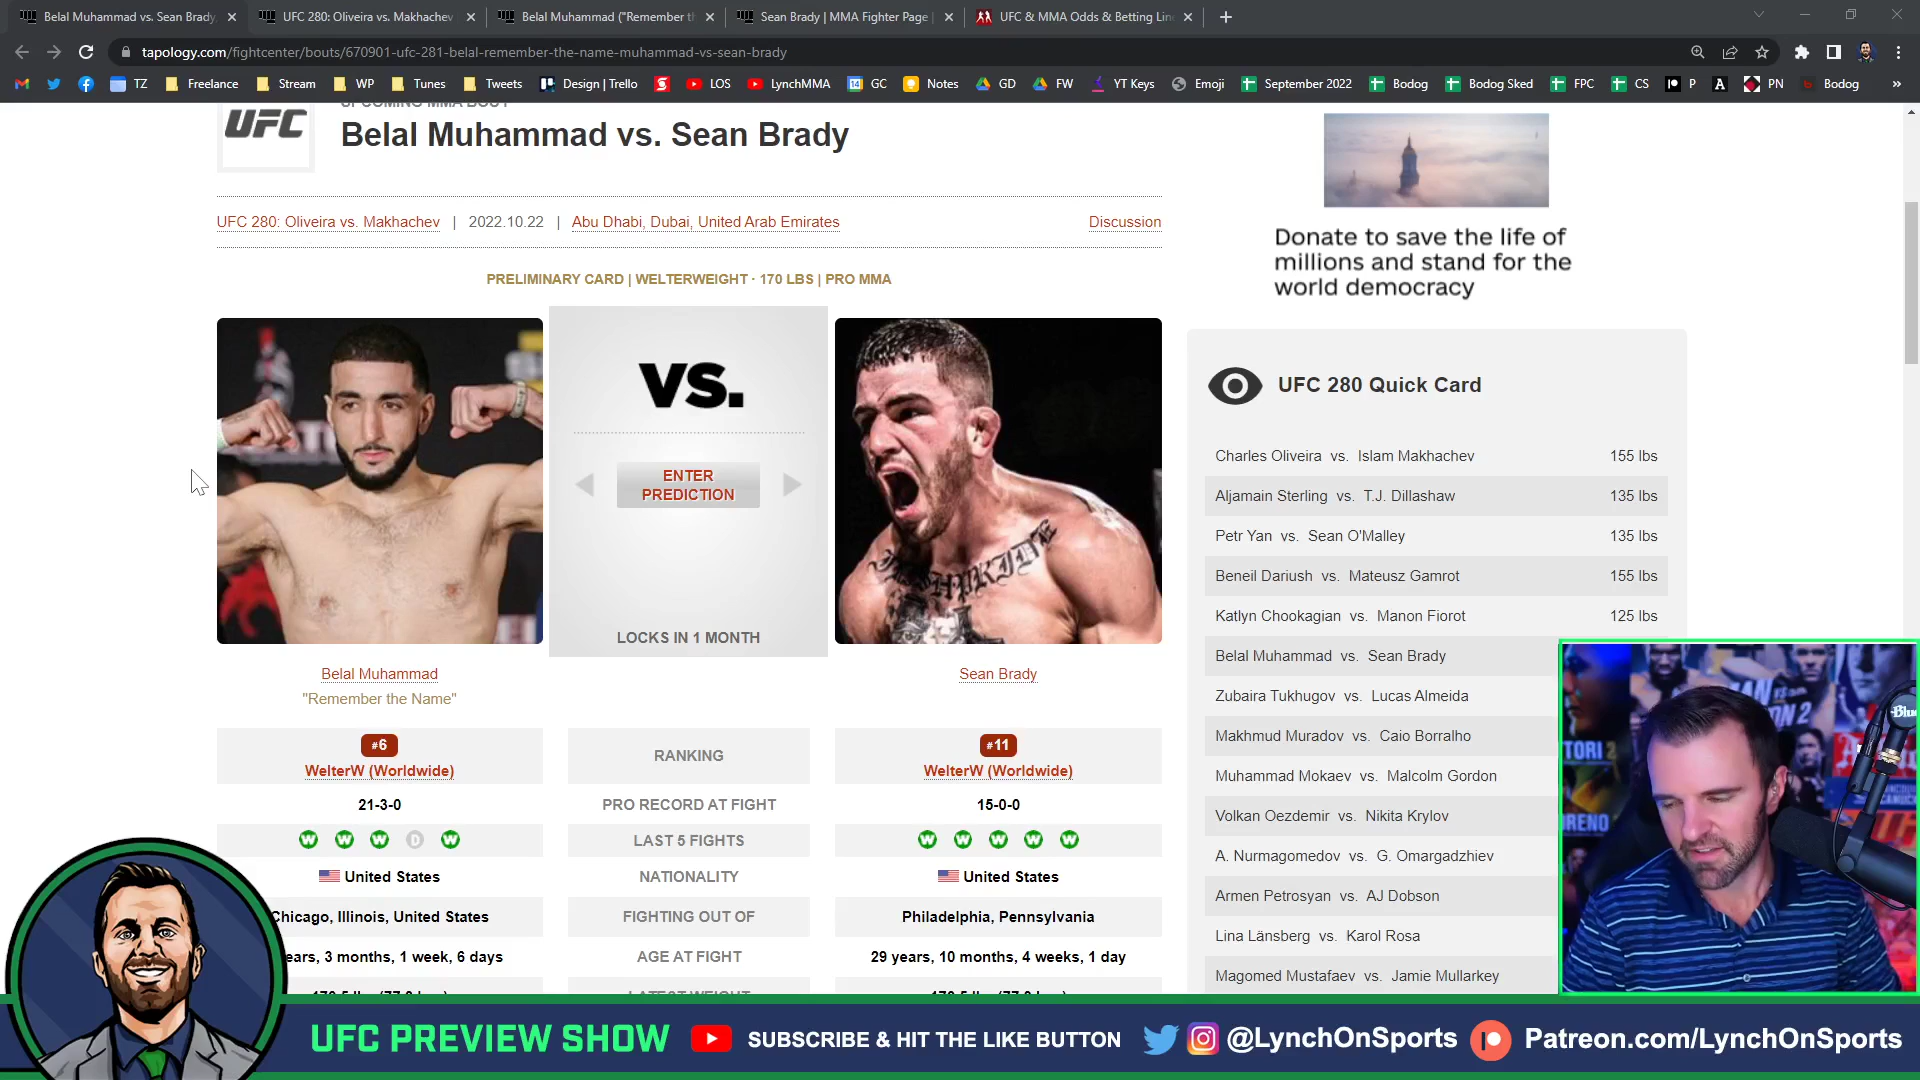 Belal Muhammad vs. Sean Brady
UFC 280: Oliveira vs. Makhachev
Belal Muhammad ("Remember th
Sean Brady | MMA Fighter Page |
UFC & MMA Odds & Betting Lin
tapology.com/fightcenter/bouts/670901-ufc-281-belal-remember-the-name-muhammad-vs-sean-brady
TZ Freelance Stream WP Tunes Tweets Design | Trello LOS LynchMMA GC Notes GD FW YT Keys Emoji September 2022 Bodog Bodog Sked FPC CS P PN Bodog »
UPCOMING MMA BOUT
UFC
Belal Muhammad vs. Sean Brady
UFC 280: Oliveira vs. Makhachev | 2022.10.22 | Abu Dhabi, Dubai, United Arab Emirates
Discussion
PRELIMINARY CARD | WELTERWEIGHT · 170 LBS | PRO MMA
VS.
ENTER
PREDICTION
LOCKS IN 1 MONTH
Belal Muhammad
"Remember the Name"
Sean Brady
#6
WelterW (Worldwide)
RANKING
#11
WelterW (Worldwide)
21-3-0 PRO RECORD AT FIGHT 15-0-0
W W W D W LAST 5 FIGHTS W W W W W
United States NATIONALITY United States
Chicago, Illinois, United States FIGHTING OUT OF Philadelphia, Pennsylvania
ears, 3 months, 1 week, 6 days AGE AT FIGHT 29 years, 10 months, 4 weeks, 1 day
LATEST WEIGHT
Donate to save the life of
millions and stand for the
world democracy
UFC 280 Quick Card
Charles Oliveira vs. Islam Makhachev 155 lbs
Aljamain Sterling vs. T.J. Dillashaw 135 lbs
Petr Yan vs. Sean O'Malley 135 lbs
Beneil Dariush vs. Mateusz Gamrot 155 lbs
Katlyn Chookagian vs. Manon Fiorot 125 lbs
Belal Muhammad vs. Sean Brady
Zubaira Tukhugov vs. Lucas Almeida
Makhmud Muradov vs. Caio Borralho
Muhammad Mokaev vs. Malcolm Gordon
Volkan Oezdemir vs. Nikita Krylov
A. Nurmagomedov vs. G. Omargadzhiev
Armen Petrosyan vs. AJ Dobson
Lina Länsberg vs. Karol Rosa
Magomed Mustafaev vs. Jamie Mullarkey
Blue
UFC PREVIEW SHOW SUBSCRIBE & HIT THE LIKE BUTTON @LynchOnSports Patreon.com/LynchOnSports